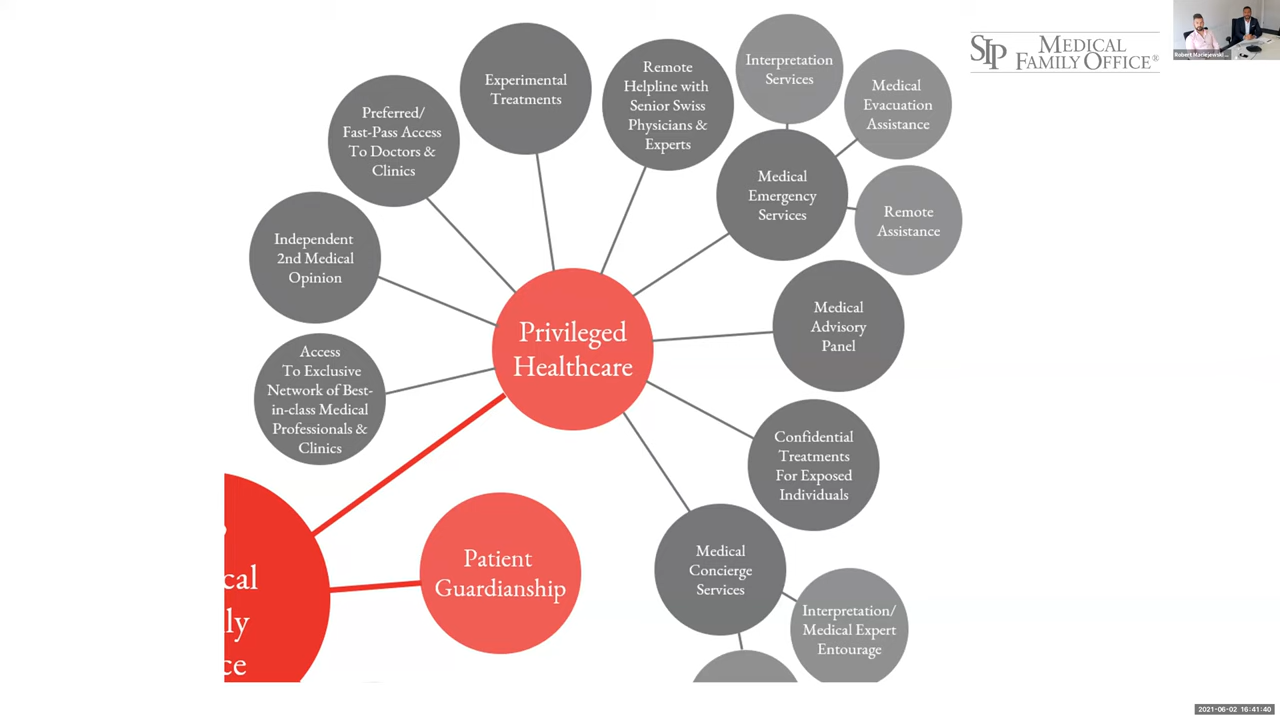 Experimental
Treatments
Remote
Helpline with
Senior Swiss
Physicians &
Experts
Interpretation
Services
Medical
Evacuation
Assistance
SIP MEDICAL
FAMILY OFFICE®
Preferred/
Fast-Pass Access
To Doctors &
Clinics
Medical
Emergency
Services
Remote
Assistance
Independent
2nd Medical
Opinion
Privileged
Healthcare
Medical
Advisory
Panel
Access
To Exclusive
Network of Best-
in-class Medical
Professionals &
Clinics
Confidential
Treatments
For Exposed
Individuals
cal
ly
ce
Patient
Guardianship
Medical
Concierge
Services
Interpretation/
Medical Expert
Entourage
2021-06-02 16:41:40